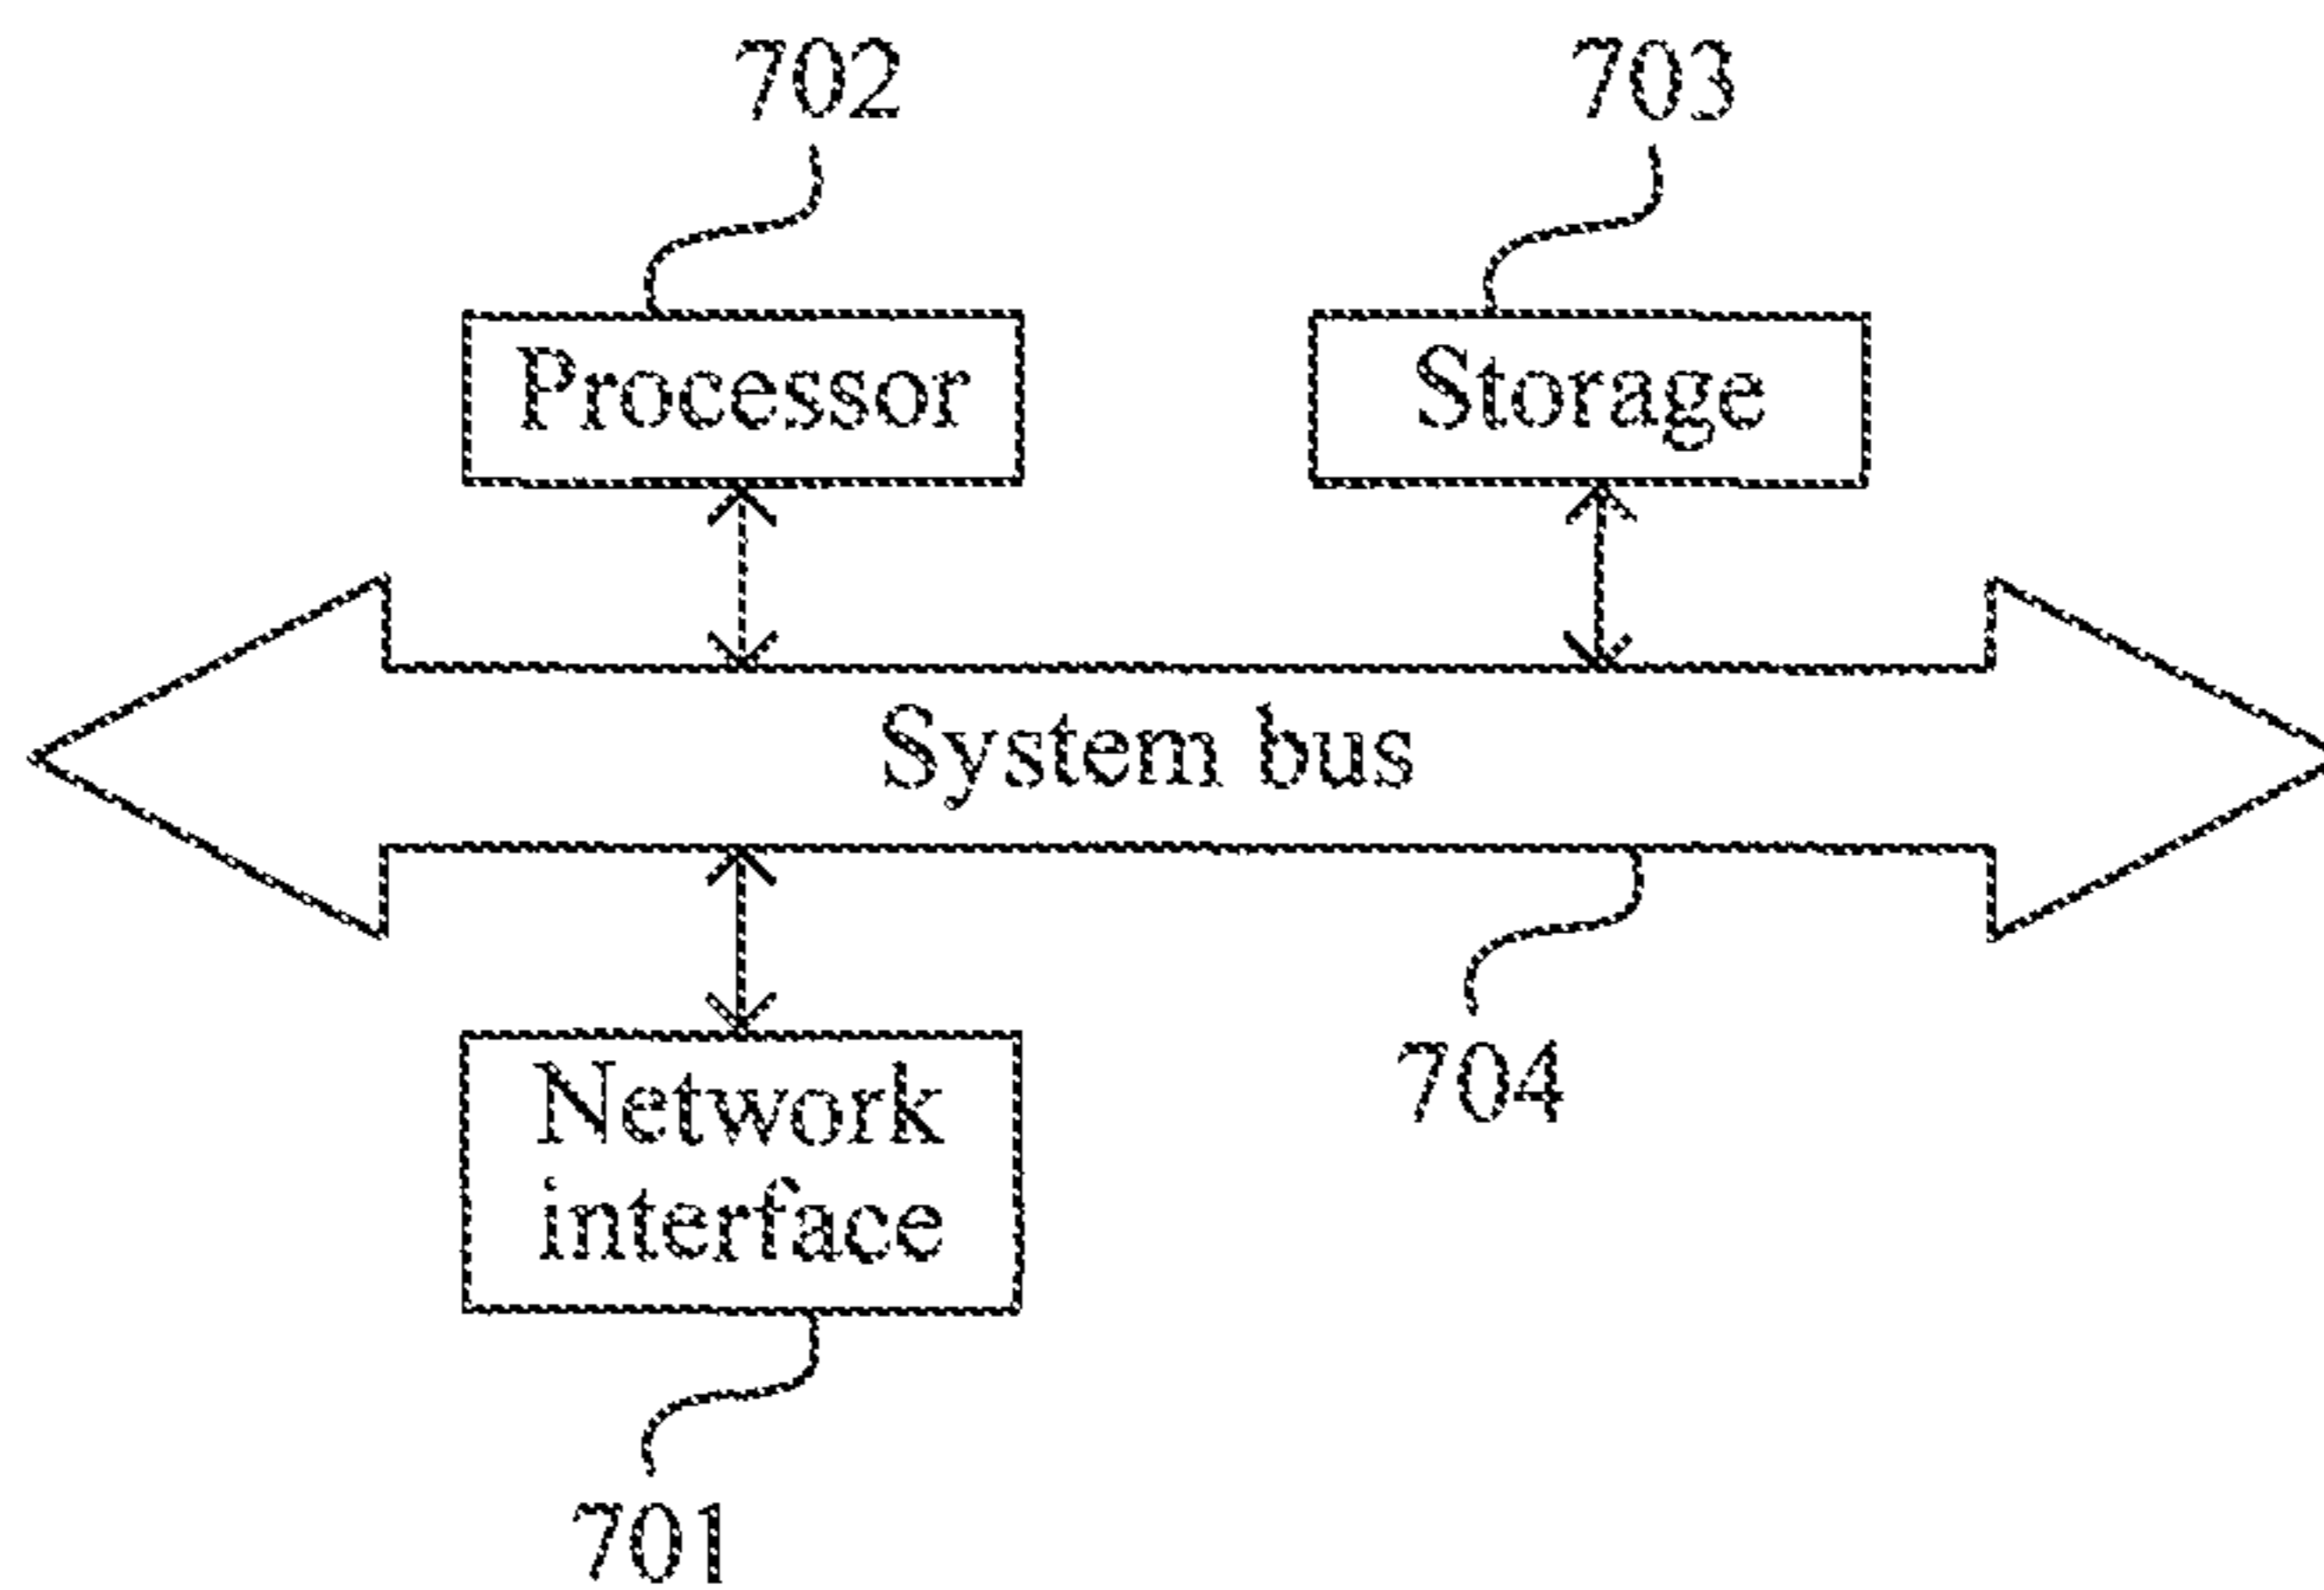 702
703
Processor
Storage
System bus
704
Network
interface
701